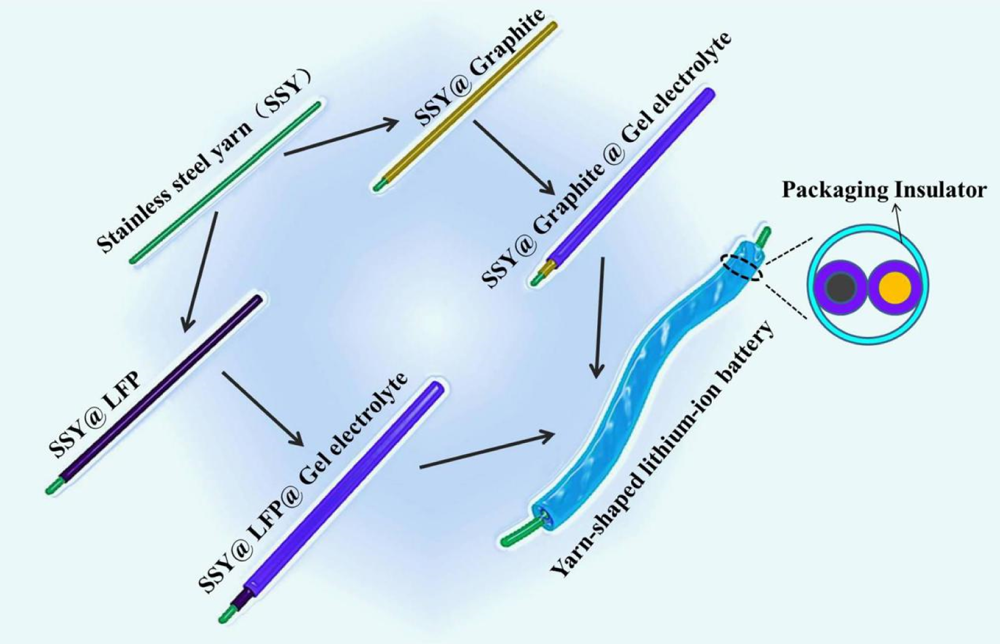 SSY@ Graphite
Stainless steel yarn（SSY）
SSY@ Graphite @ Gel electrolyte
Packaging Insulator
SSY@ LFP
SSY@ LFP@ Gel electrolyte
Yarn-shaped lithium-ion battery